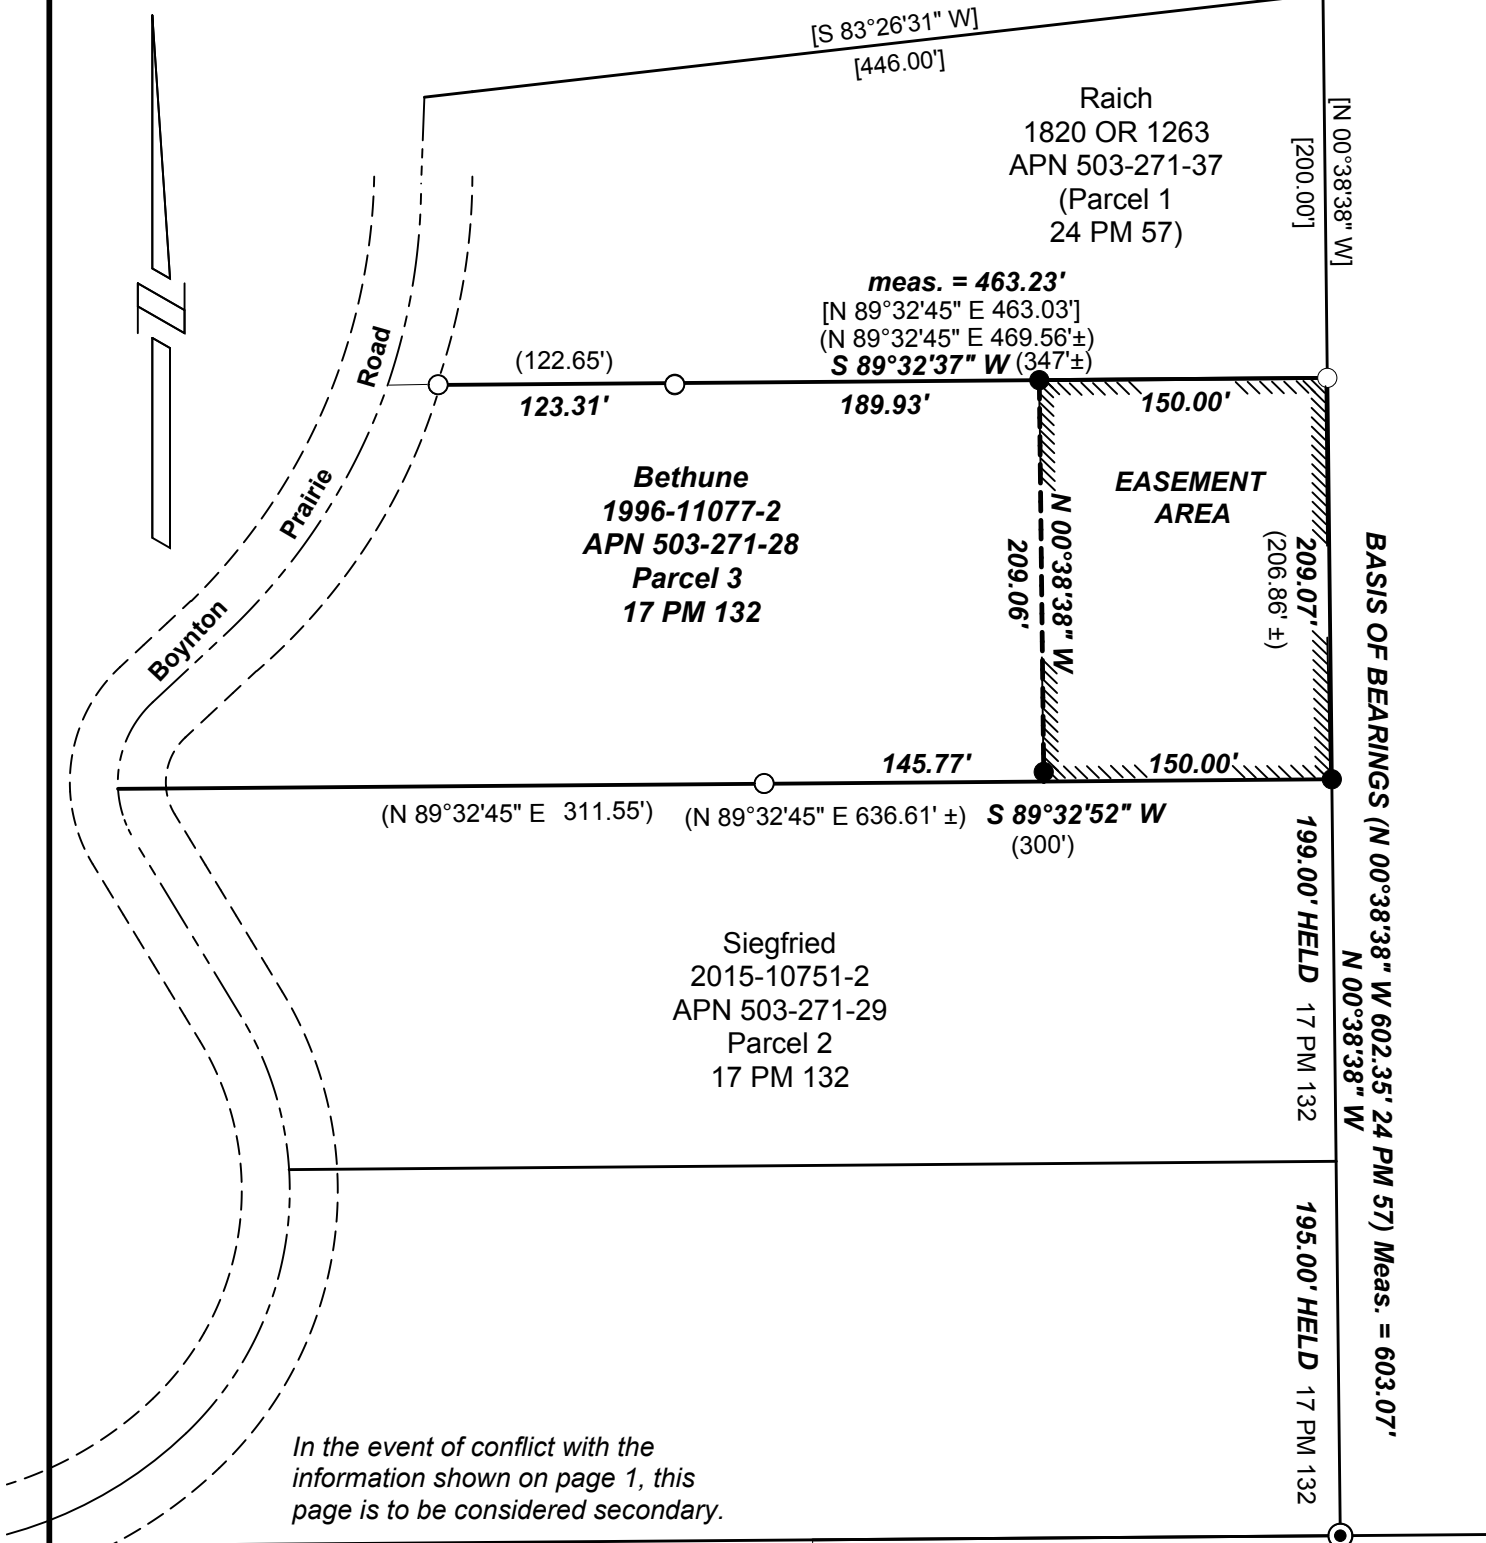 [S 83°26'31" W]
[446.00']
Raich
1820 OR 1263
APN 503-271-37
(Parcel 1
24 PM 57)
[N 00°38'38" W]
[200.00']
meas. = 463.23'
[N 89°32'45" E 463.03']
(N 89°32'45" E 469.56'±)
S 89°32'37" W (347'±)
(122.65')
123.31'
189.93'
150.00'
Boynton Prairie Road
Bethune
1996-11077-2
APN 503-271-28
Parcel 3
17 PM 132
EASEMENT
AREA
N 00°38'38" W
209.06'
209.07'
(206.86' ±)
145.77'
150.00'
(N 89°32'45" E 311.55')
(N 89°32'45" E 636.61' ±)
S 89°32'52" W
(300')
BASIS OF BEARINGS (N 00°38'38" W 602.35' 24 PM 57) Meas. = 603.07'
N 00°38'38" W
199.00' HELD 17 PM 132
Siegfried
2015-10751-2
APN 503-271-29
Parcel 2
17 PM 132
195.00' HELD 17 PM 132
In the event of conflict with the
information shown on page 1, this
page is to be considered secondary.